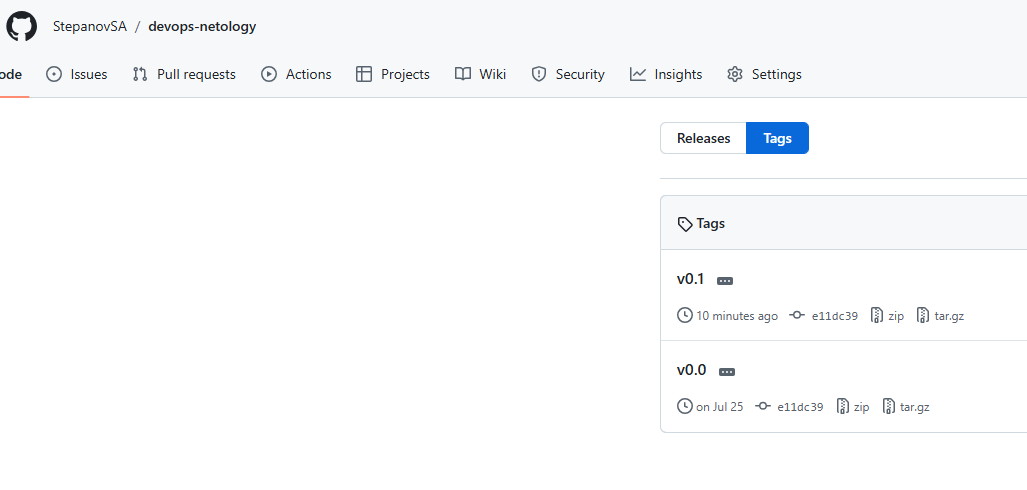 StepanovSA / devops-netology
ode Issues Pull requests Actions Projects Wiki Security Insights Settings
Releases Tags
Tags
v0.1
10 minutes ago e11dc39 zip tar.gz
v0.0
on Jul 25 e11dc39 zip tar.gz